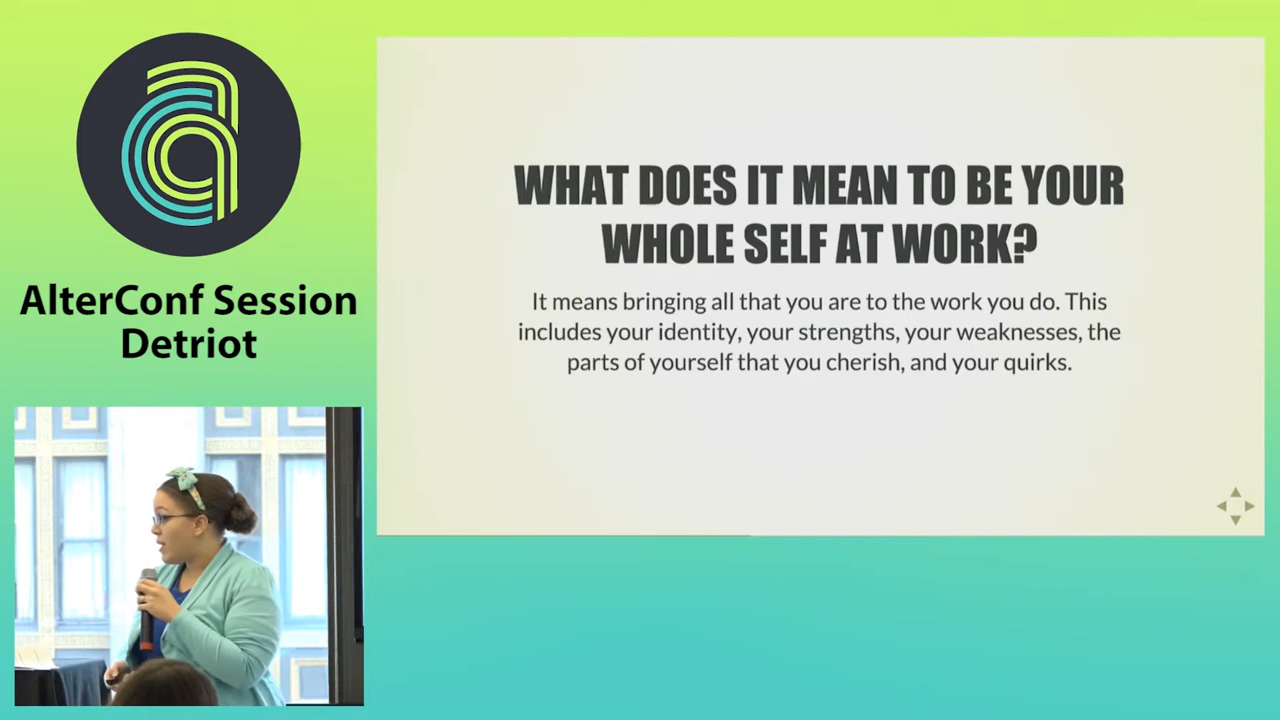 AlterConf Session
Detriot
WHAT DOES IT MEAN TO BE YOUR
WHOLE SELF AT WORK?
It means bringing all that you are to the work you do. This
includes your identity, your strengths, your weaknesses, the
parts of yourself that you cherish, and your quirks.